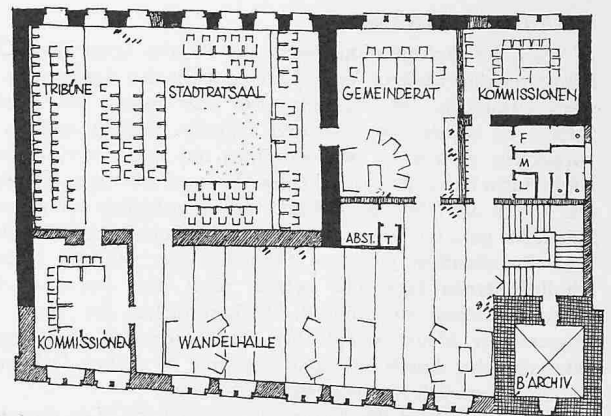 TRIBÜNE
STADTRATSAAL
GEMEINDERAT
KOMMISSIONEN
F
M
ABST.
T
KOMMISSIONEN
WANDELHALLE
B'ARCHIV